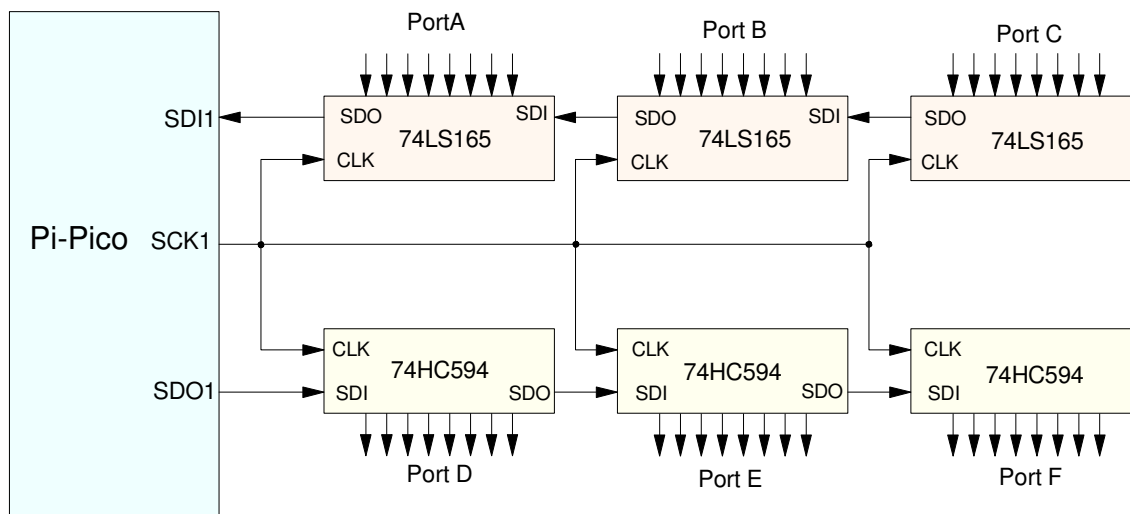 PortA
Port B
Port C
SDI1
SDO
SDI
74LS165
CLK
SDO
SDI
74LS165
CLK
SDO
74LS165
CLK
Pi-Pico
SCK1
CLK
74HC594
SDI
SDO
CLK
74HC594
SDI
SDO
CLK
74HC594
SDI
SDO1
Port D
Port E
Port F